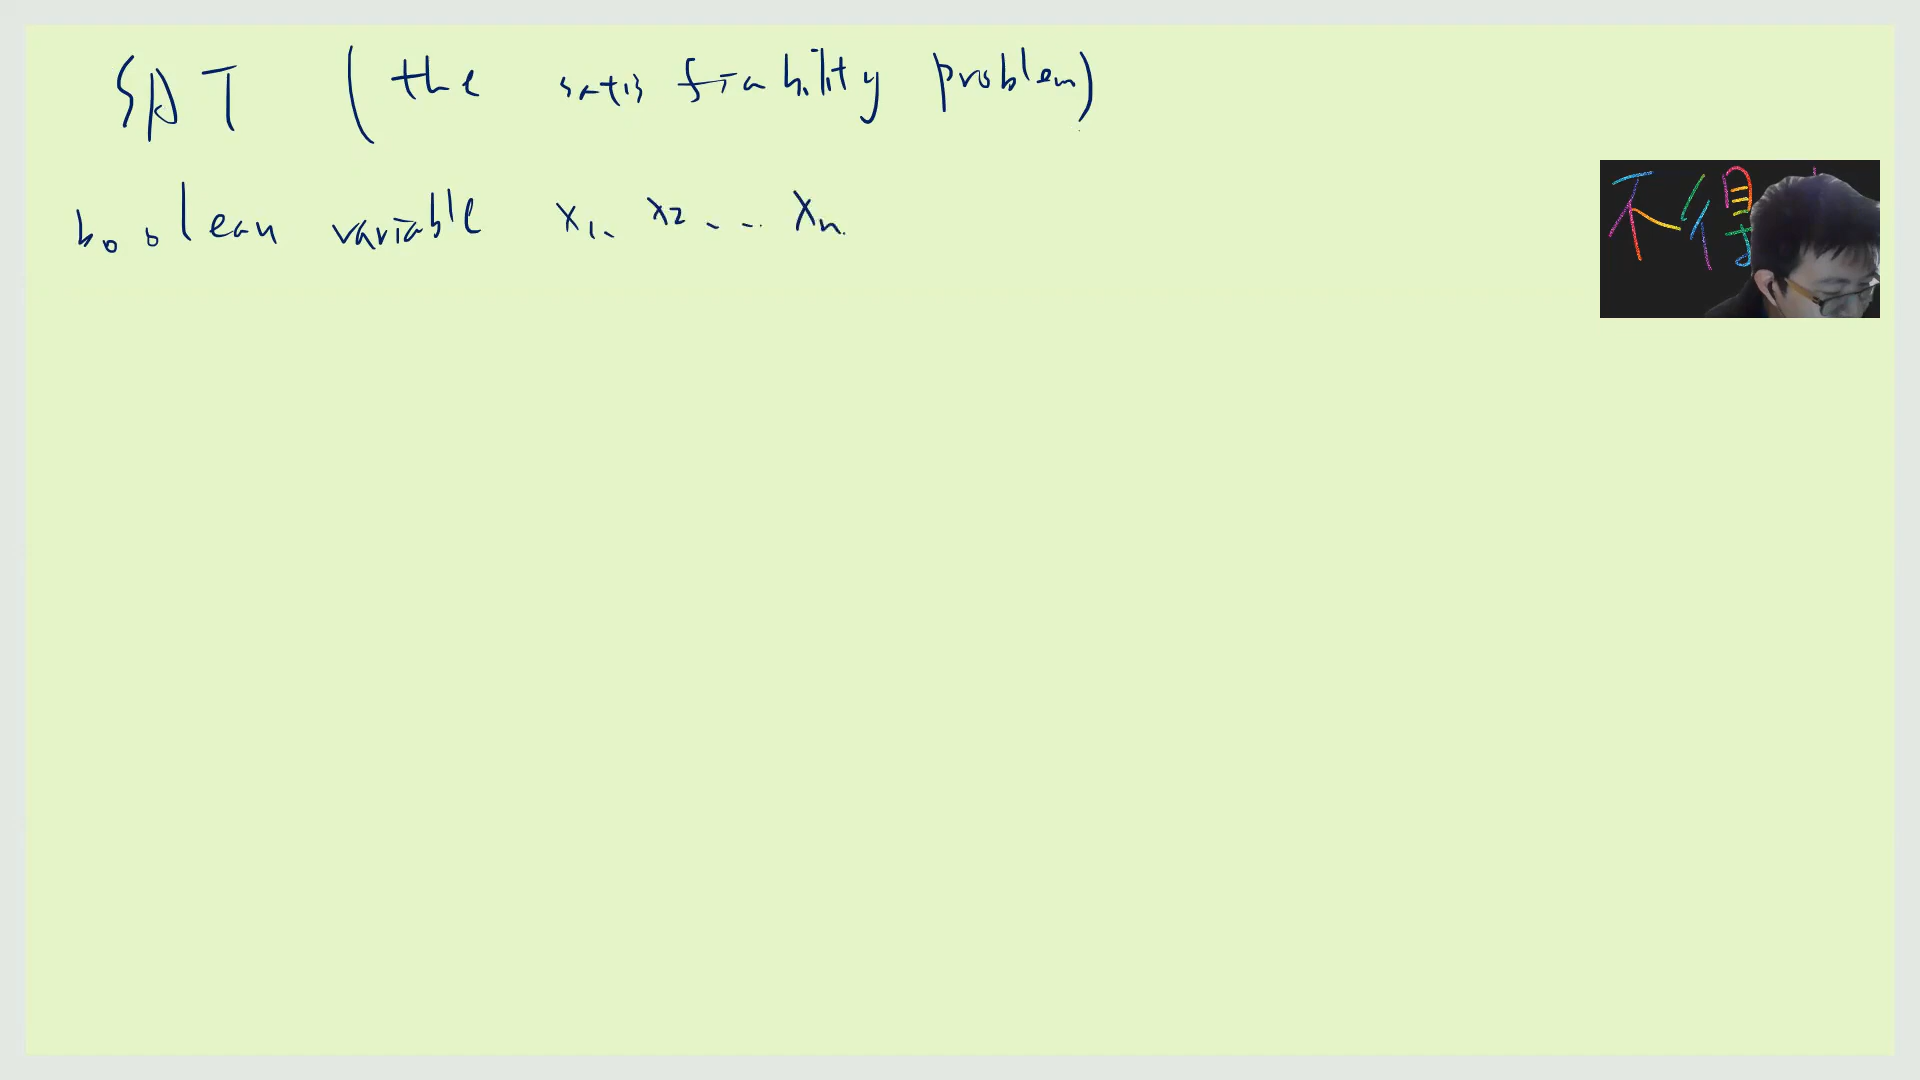 SAT (the satisfiability problem)
boolean variable x1, x2, ... xn.
不得